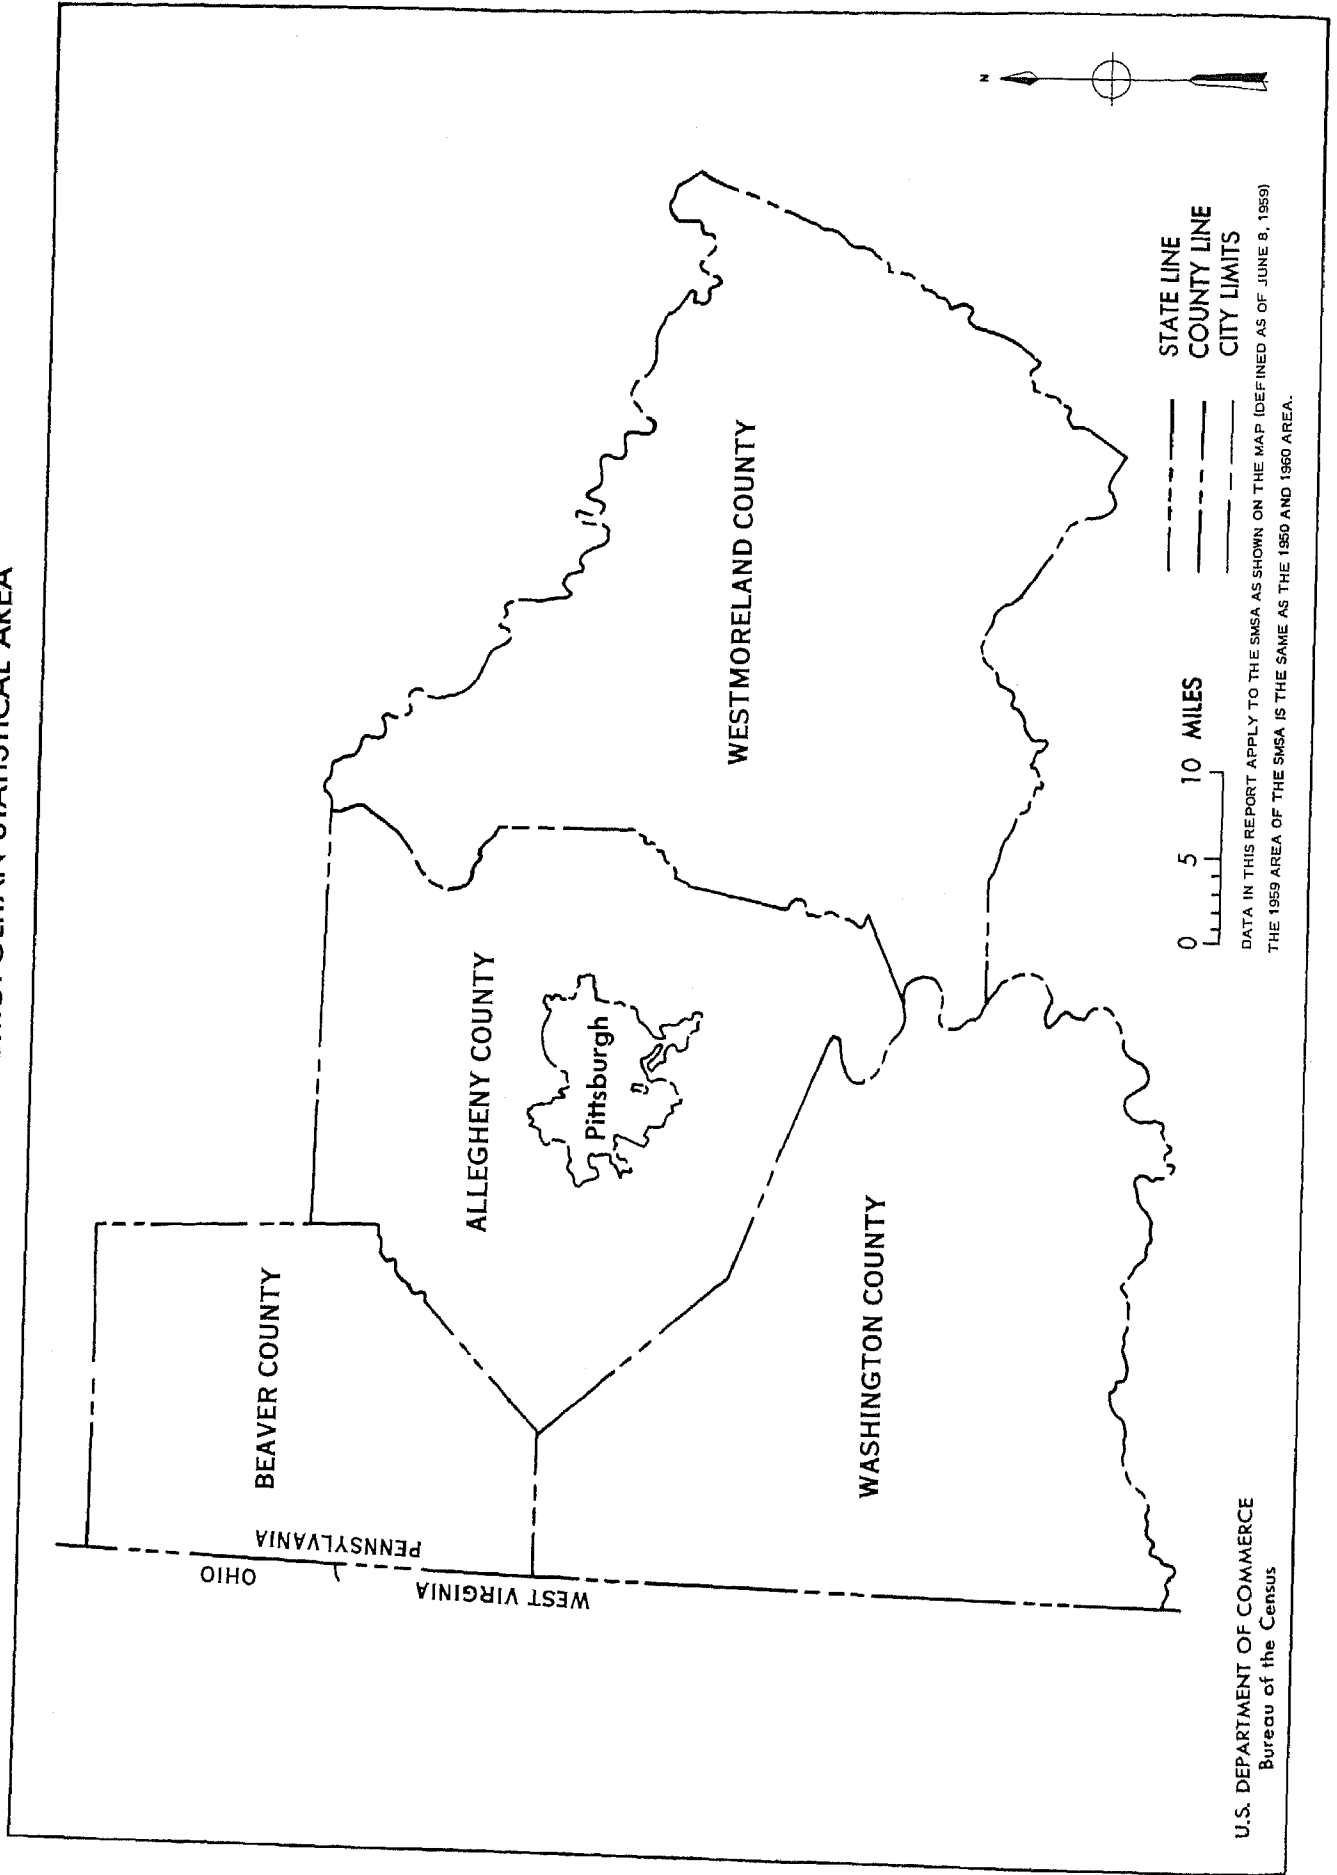 STATISTICAL AREA
N
BEAVER COUNTY
ALLEGHENY COUNTY
Pittsburgh
WESTMORELAND COUNTY
WASHINGTON COUNTY
OHIO
PENNSYLVANIA
WEST VIRGINIA
STATE LINE
COUNTY LINE
CITY LIMITS
0 5 10 MILES
DATA IN THIS REPORT APPLY TO THE SMSA AS SHOWN ON THE MAP (DEFINED AS OF JUNE 8, 1959)
THE 1959 AREA OF THE SMSA IS THE SAME AS THE 1950 AND 1960 AREA.
U.S. DEPARTMENT OF COMMERCE
Bureau of the Census